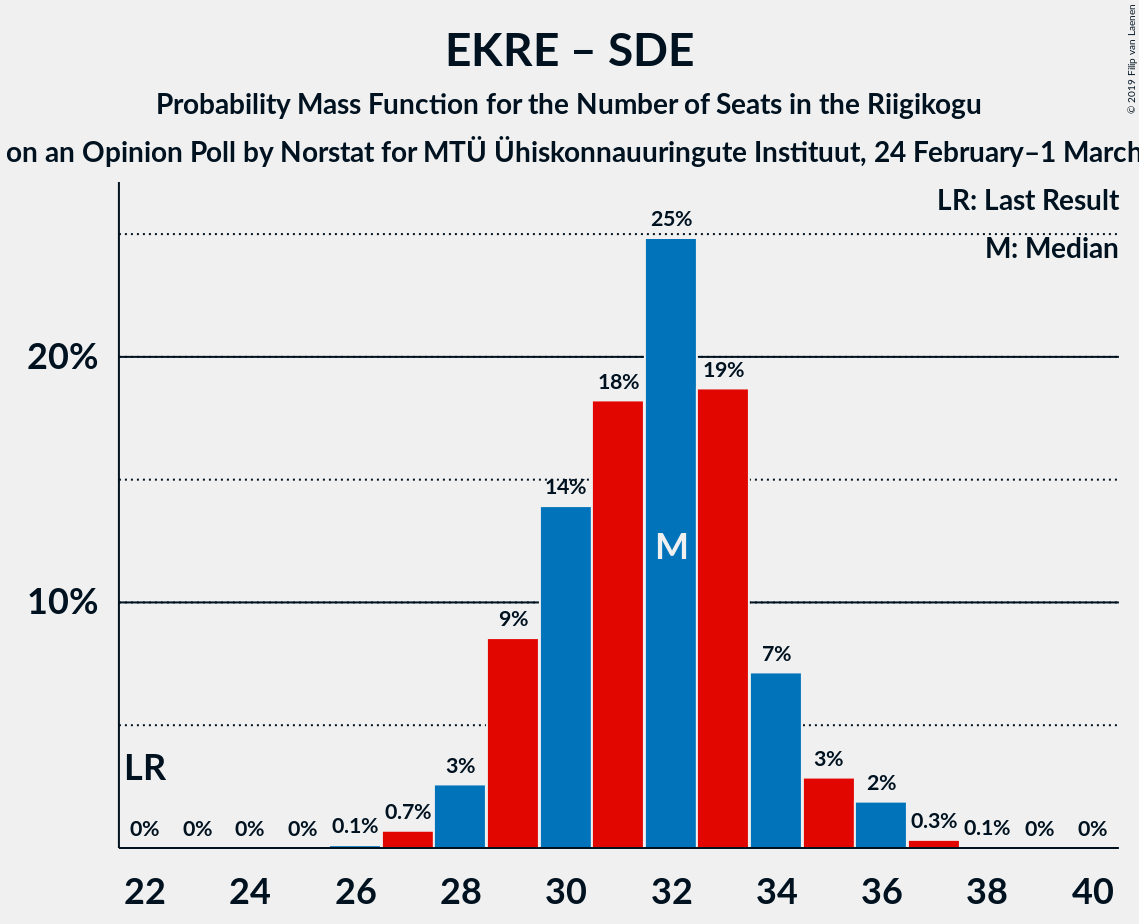 EKRE – SDE
Probability Mass Function for the Number of Seats in the Riigikogu
on an Opinion Poll by Norstat for MTÜ Ühiskonnauuringute Instituut, 24 February–1 March
© 2019 Filip van Laenen
LR: Last Result
M: Median
20%
10%
LR
M
0% 0% 0% 0% 0.1% 0.7% 3% 9% 14% 18% 25% 19% 7% 3% 2% 0.3% 0.1% 0% 0%
22 24 26 28 30 32 34 36 38 40